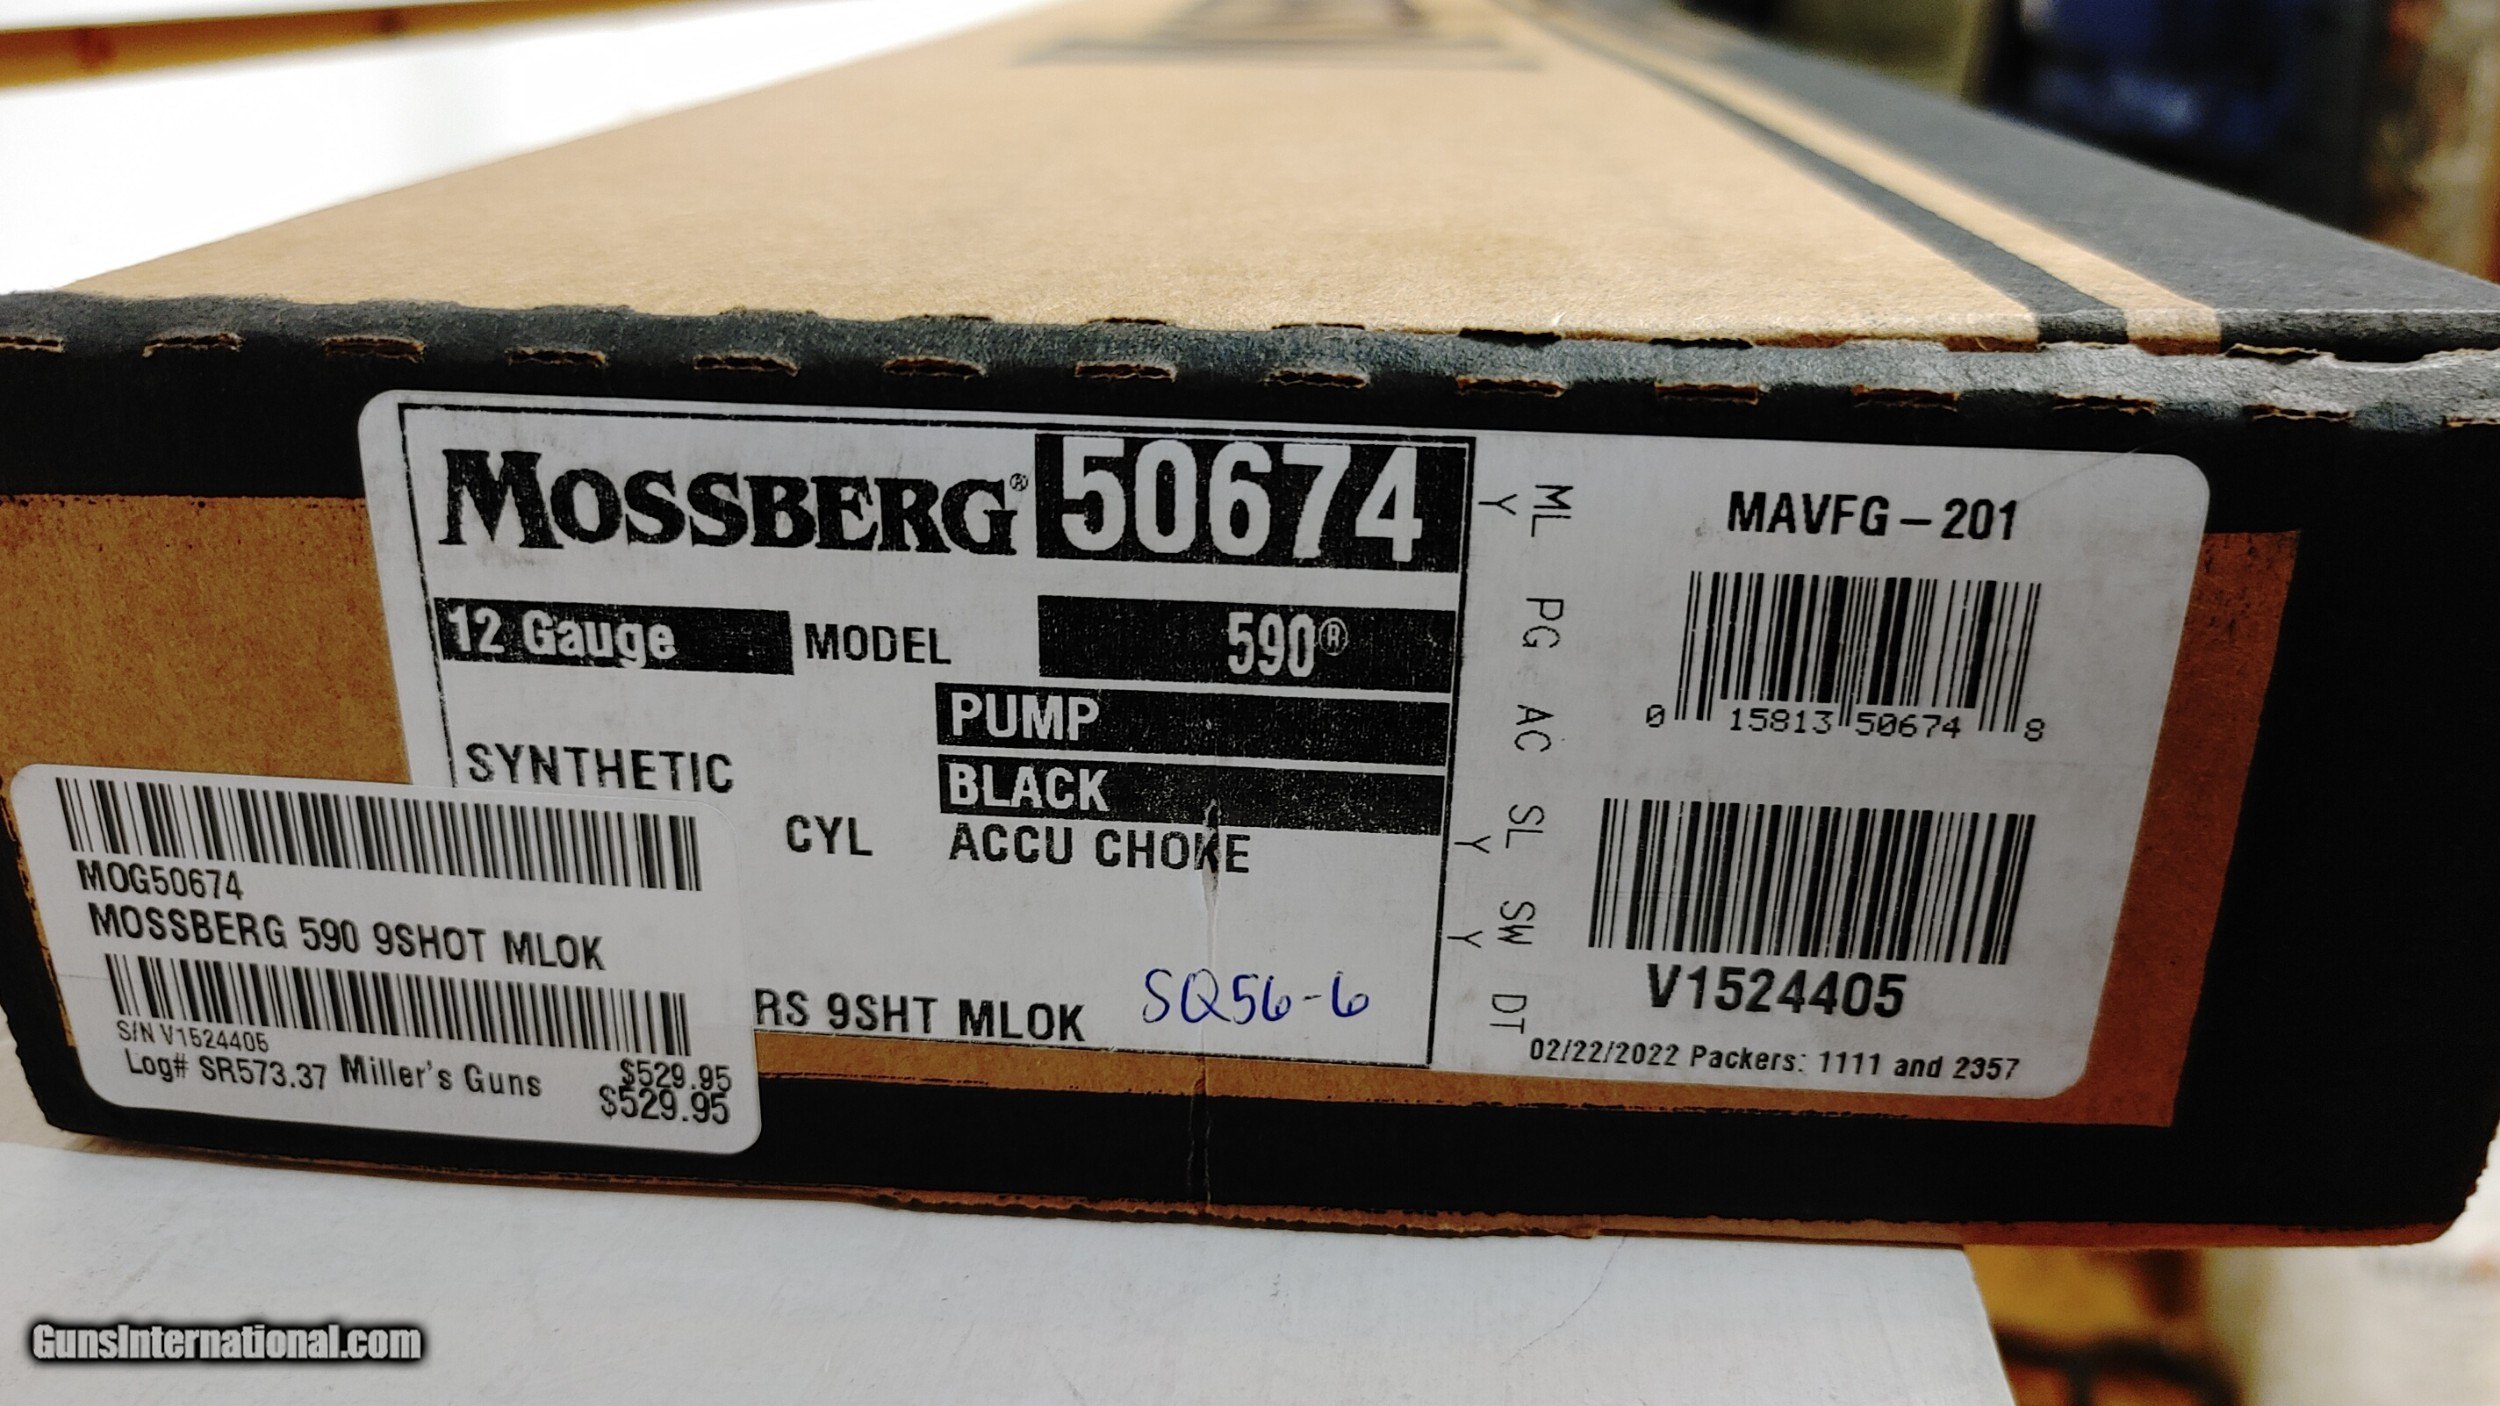 MOSSBERG® 50674
12 Gauge MODEL 590®
PUMP
SYNTHETIC
BLACK
CYL ACCU CHOKE
RS 9SHT MLOK SQ56-6
ML PG AC SL SW DT
Y Y Y
MAVFG-201
0 15813 50674 8
V1524405
02/22/2022 Packers: 1111 and 2357
MOG50674
MOSSBERG 590 9SHOT MLOK
S/N V1524405
$529.95
Log# SR573.37 Miller's Guns $529.95
GunsInternational.com